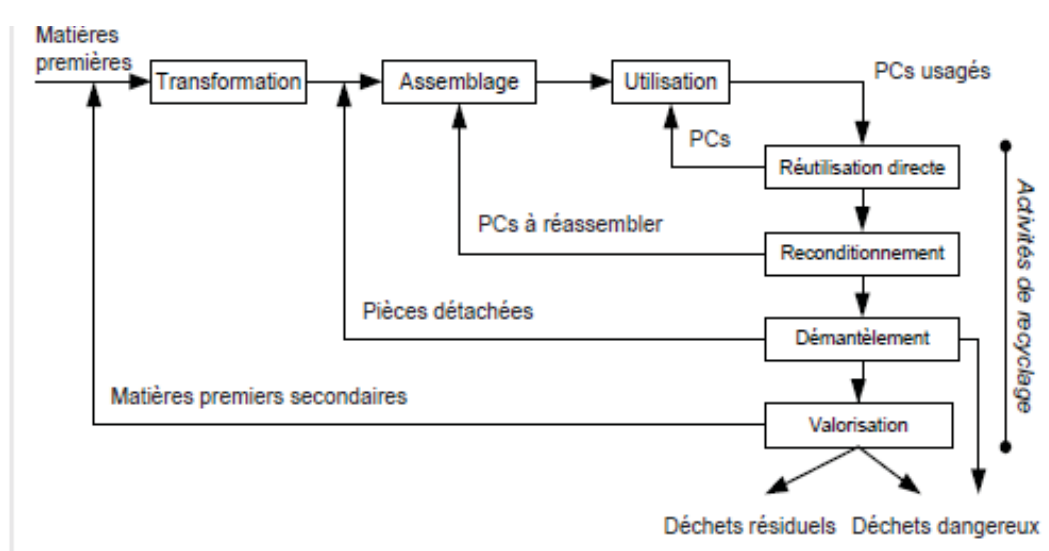 Matières
premières
Transformation
Assemblage
Utilisation
PCs usagés
PCs
Réutilisation directe
PCs à réassembler
Reconditionnement
Pièces détachées
Démantèlement
Matières premiers secondaires
Valorisation
Activités de recyclage
Déchets résiduels
Déchets dangereux